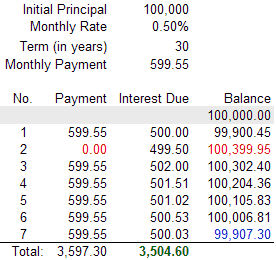 Initial Principal 100,000
Monthly Rate 0.50%
Term (in years) 30
Monthly Payment 599.55
No. Payment Interest Due Balance
100,000.00
1 599.55 500.00 99,900.45
2 0.00 499.50 100,399.95
3 599.55 502.00 100,302.40
4 599.55 501.51 100,204.36
5 599.55 501.02 100,105.83
6 599.55 500.53 100,006.81
7 599.55 500.03 99,907.30
Total: 3,597.30 3,504.60